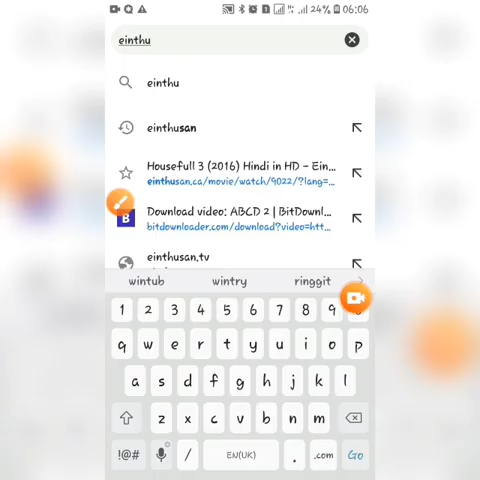 24% 06:06
einthu
einthu
einthusan
Housefull 3 (2016) Hindi in HD - Ein...
einthusan.ca/movie/watch/9022/?lang=...
B
Download video: ABCD 2 | BitDownl...
bitdownloader.com/download?video=htt...
einthusan.tv
wintub wintry ringgit
1 2 3 4 5 6 7 8 9
q w e r t y u i o p
a s d f g h j k l
z x c v b n m
!@# / EN(UK) . .com Go